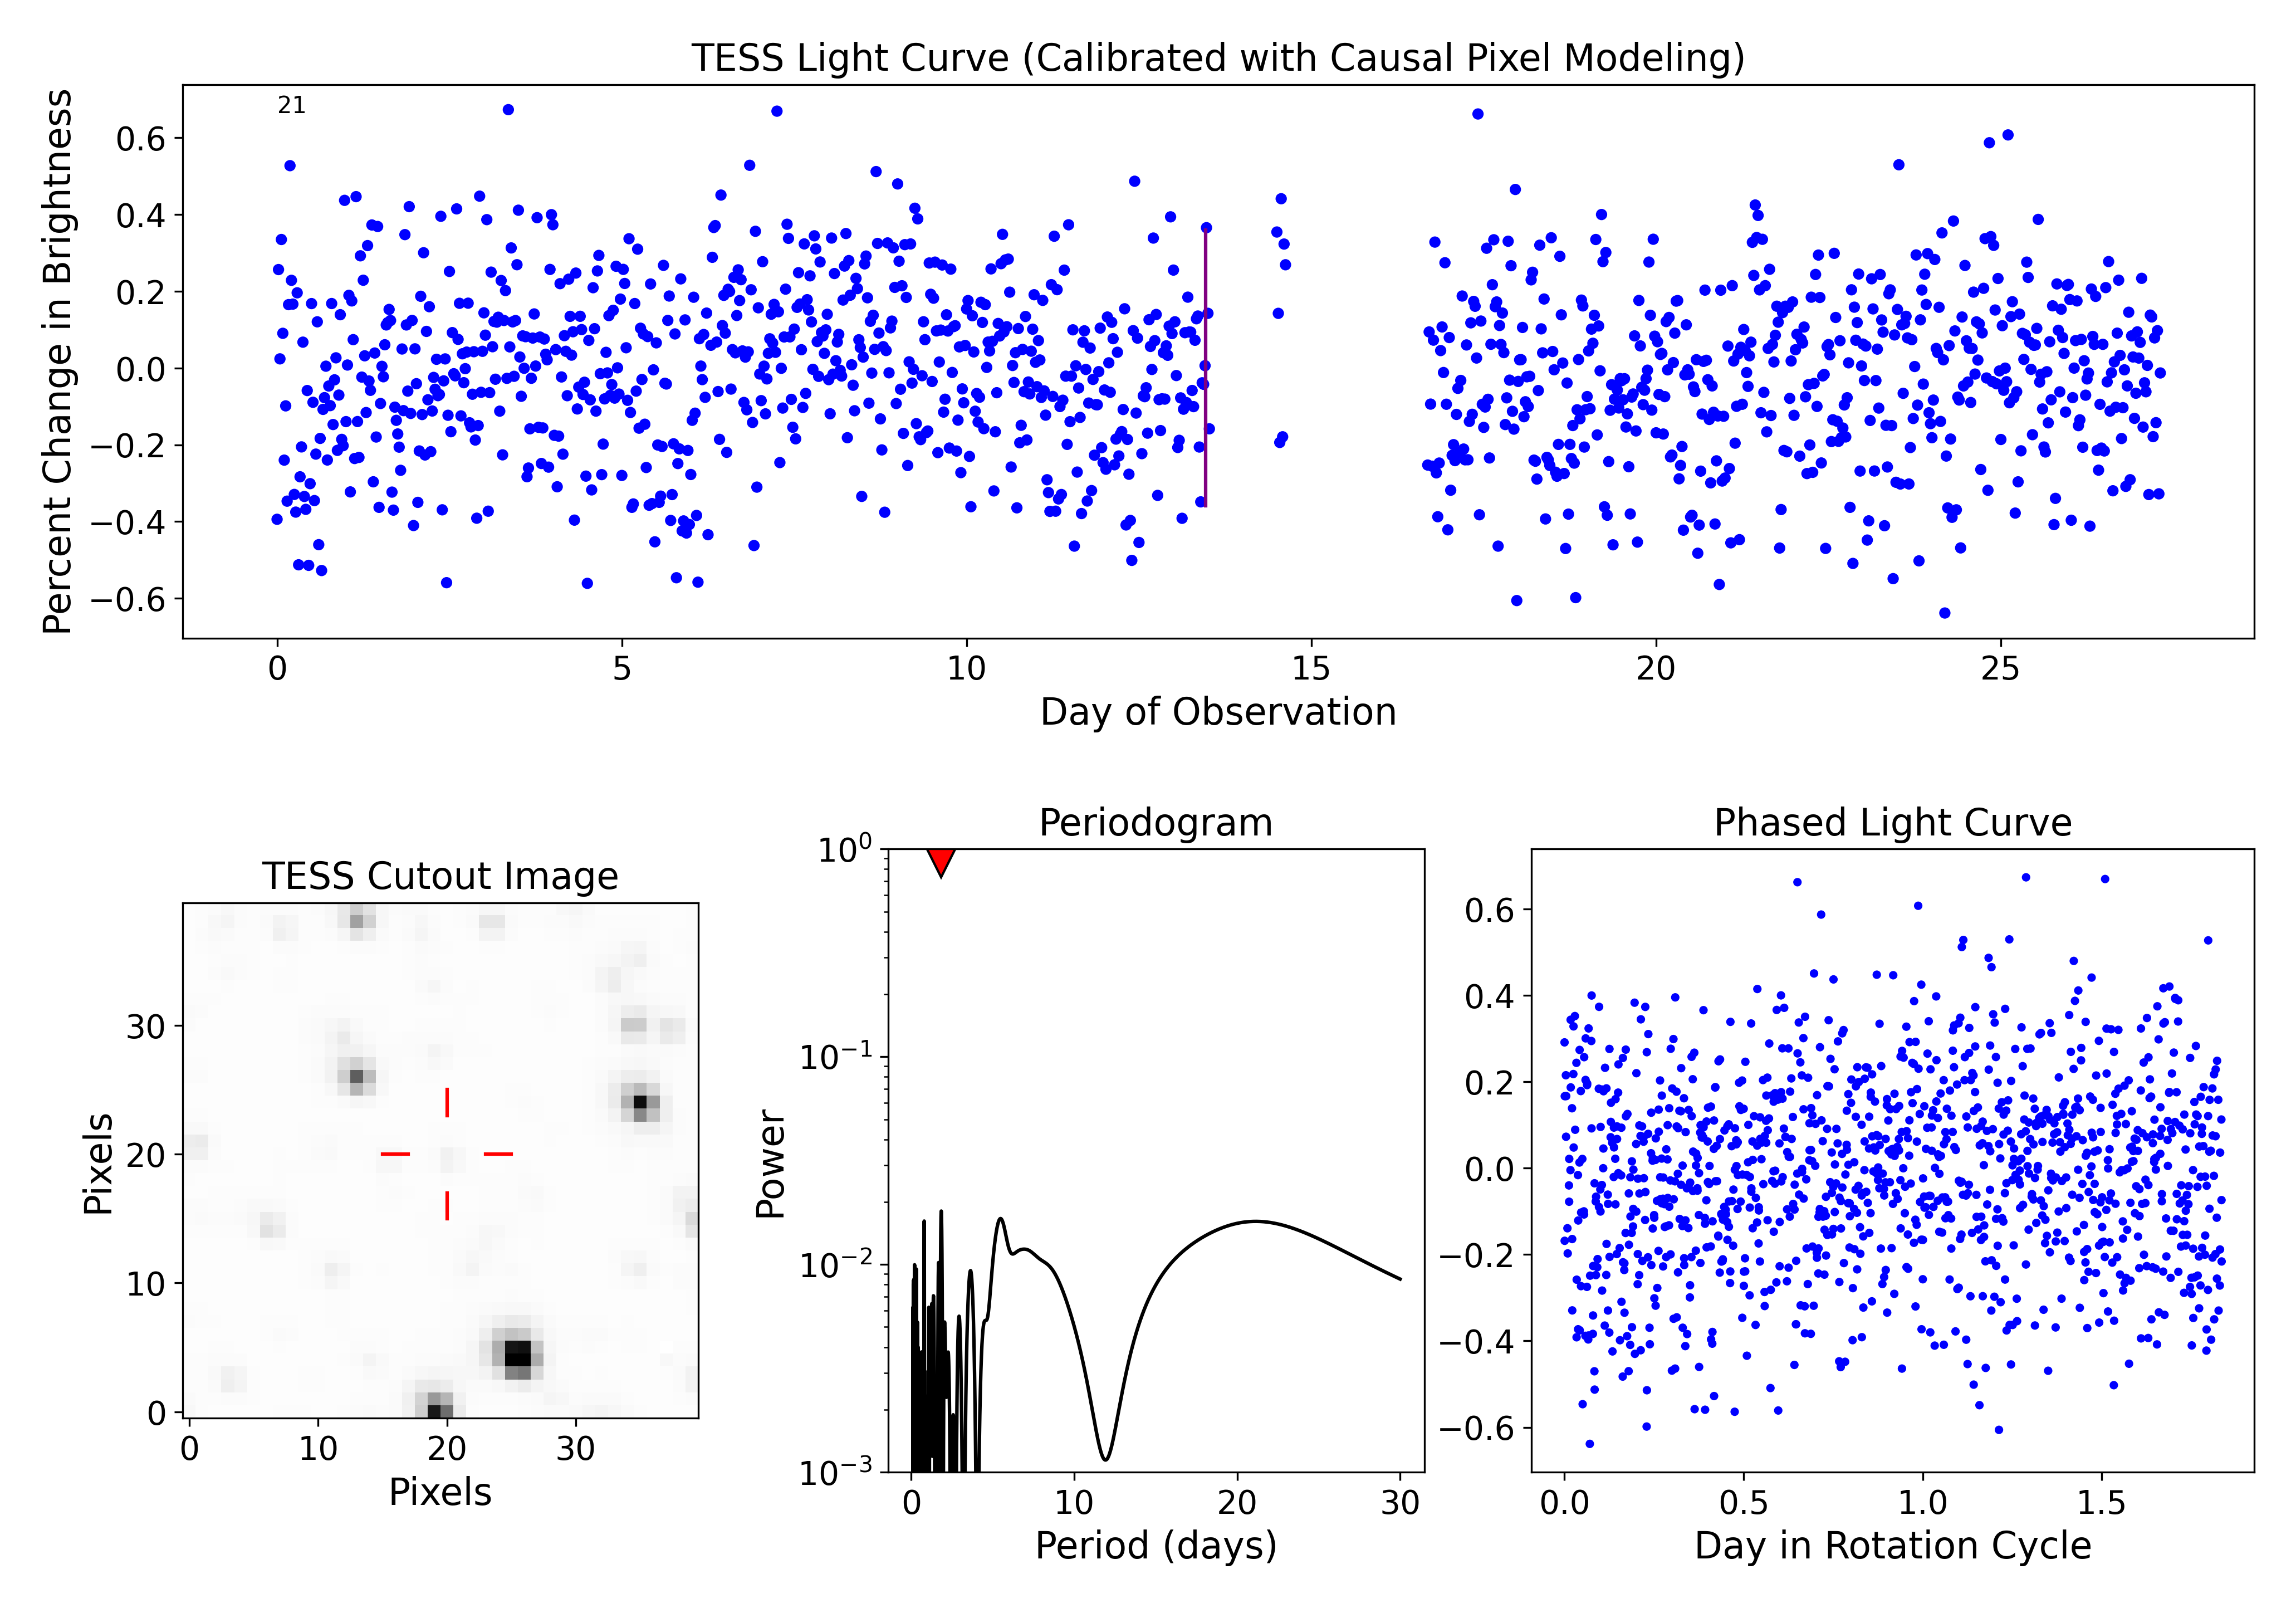 TESS Light Curve (Calibrated with Causal Pixel Modeling)
Percent Change in Brightness
21
0.6
0.4
0.2
0.0
−0.2
−0.4
−0.6
0 5 10 15 20 25
Day of Observation
TESS Cutout Image
Pixels
30
20
10
0
0 10 20 30
Pixels
Periodogram
Power
10^0
10^−1
10^−2
10^−3
0 10 20 30
Period (days)
Phased Light Curve
0.6
0.4
0.2
0.0
−0.2
−0.4
−0.6
0.0 0.5 1.0 1.5
Day in Rotation Cycle